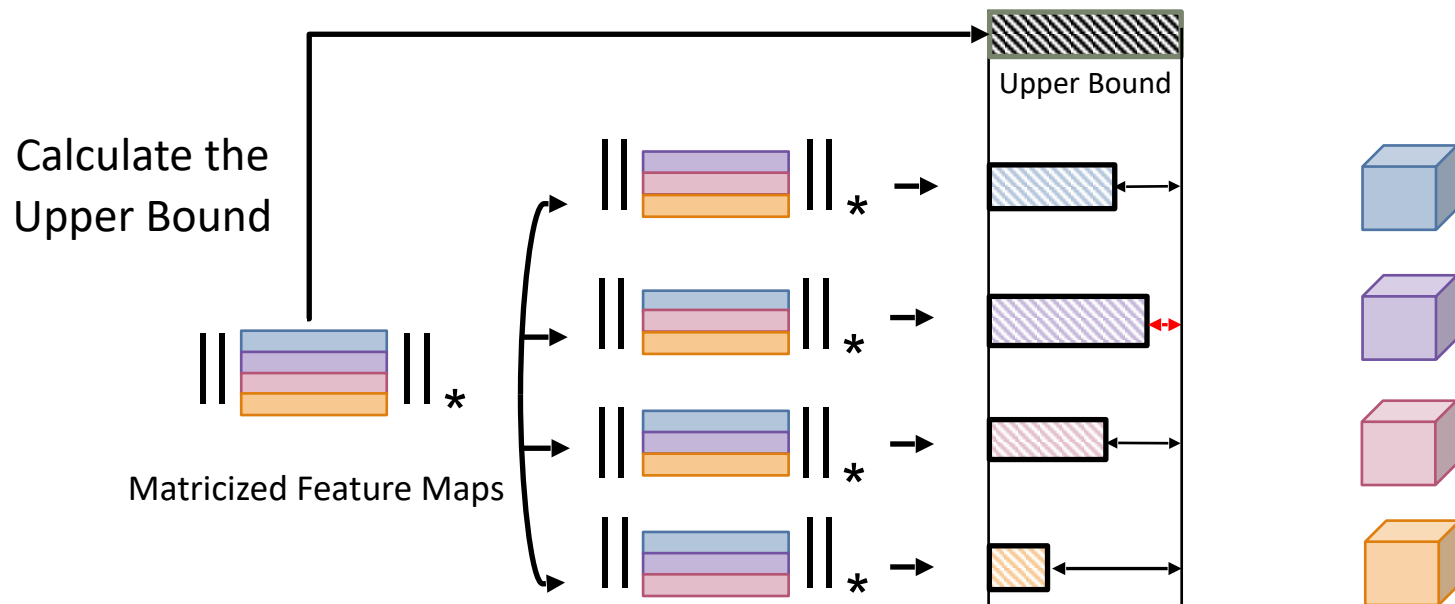 Upper Bound
Calculate the
Upper Bound
|| ||*
|| ||*
|| ||*
|| ||*
|| ||*
Matricized Feature Maps